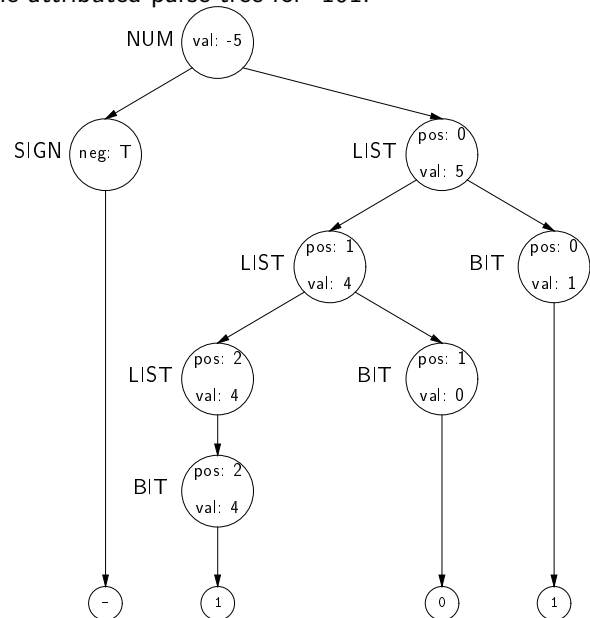 attributed parse tree for -101.
NUM val: -5
SIGN neg: T
LIST pos: 0
val: 5
LIST pos: 1
val: 4
BIT pos: 0
val: 1
LIST pos: 2
val: 4
BIT pos: 1
val: 0
BIT pos: 2
val: 4
- 1 0 1